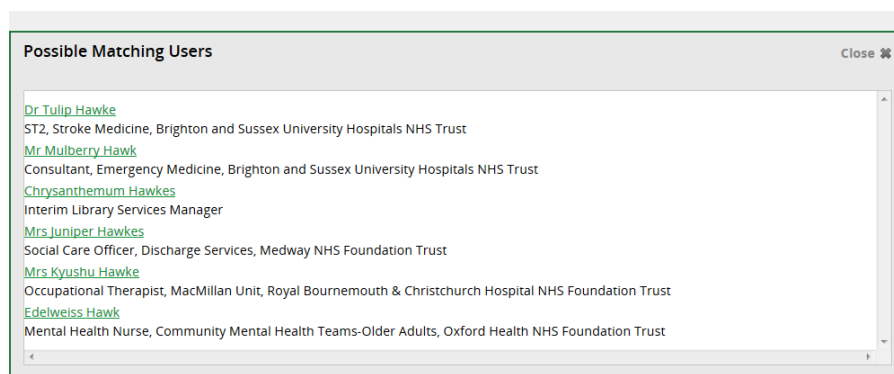 Possible Matching Users
Close ✖
Dr Tulip Hawke
ST2, Stroke Medicine, Brighton and Sussex University Hospitals NHS Trust
Mr Mulberry Hawk
Consultant, Emergency Medicine, Brighton and Sussex University Hospitals NHS Trust
Chrysanthemum Hawkes
Interim Library Services Manager
Mrs Juniper Hawkes
Social Care Officer, Discharge Services, Medway NHS Foundation Trust
Mrs Kyushu Hawke
Occupational Therapist, MacMillan Unit, Royal Bournemouth & Christchurch Hospital NHS Foundation Trust
Edelweiss Hawk
Mental Health Nurse, Community Mental Health Teams-Older Adults, Oxford Health NHS Foundation Trust